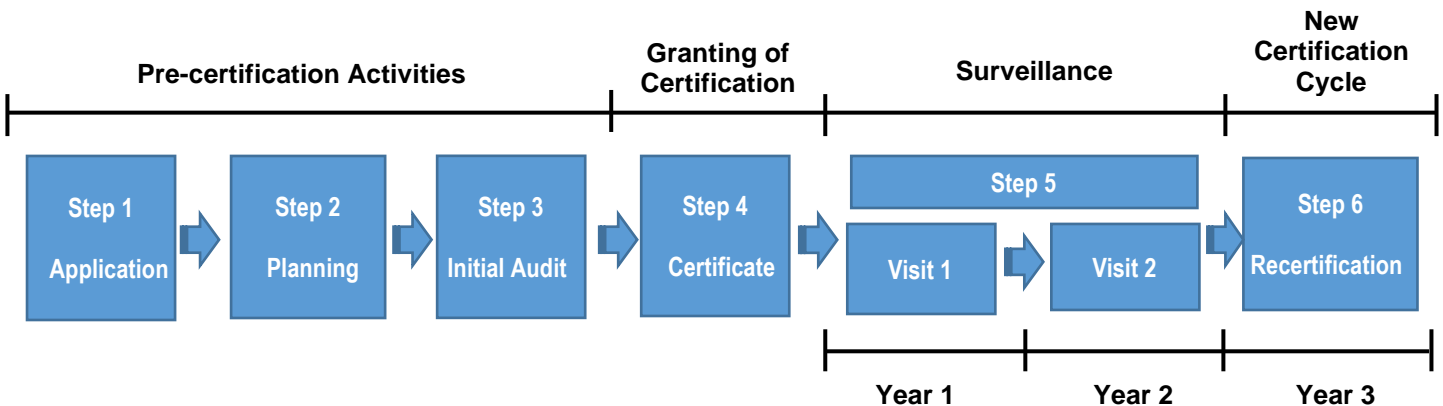 Pre-certification Activities
Granting of
Certification
Surveillance
New
Certification
Cycle
Step 1
Application
Step 2
Planning
Step 3
Initial Audit
Step 4
Certificate
Step 5
Visit 1
Visit 2
Step 6
Recertification
Year 1
Year 2
Year 3